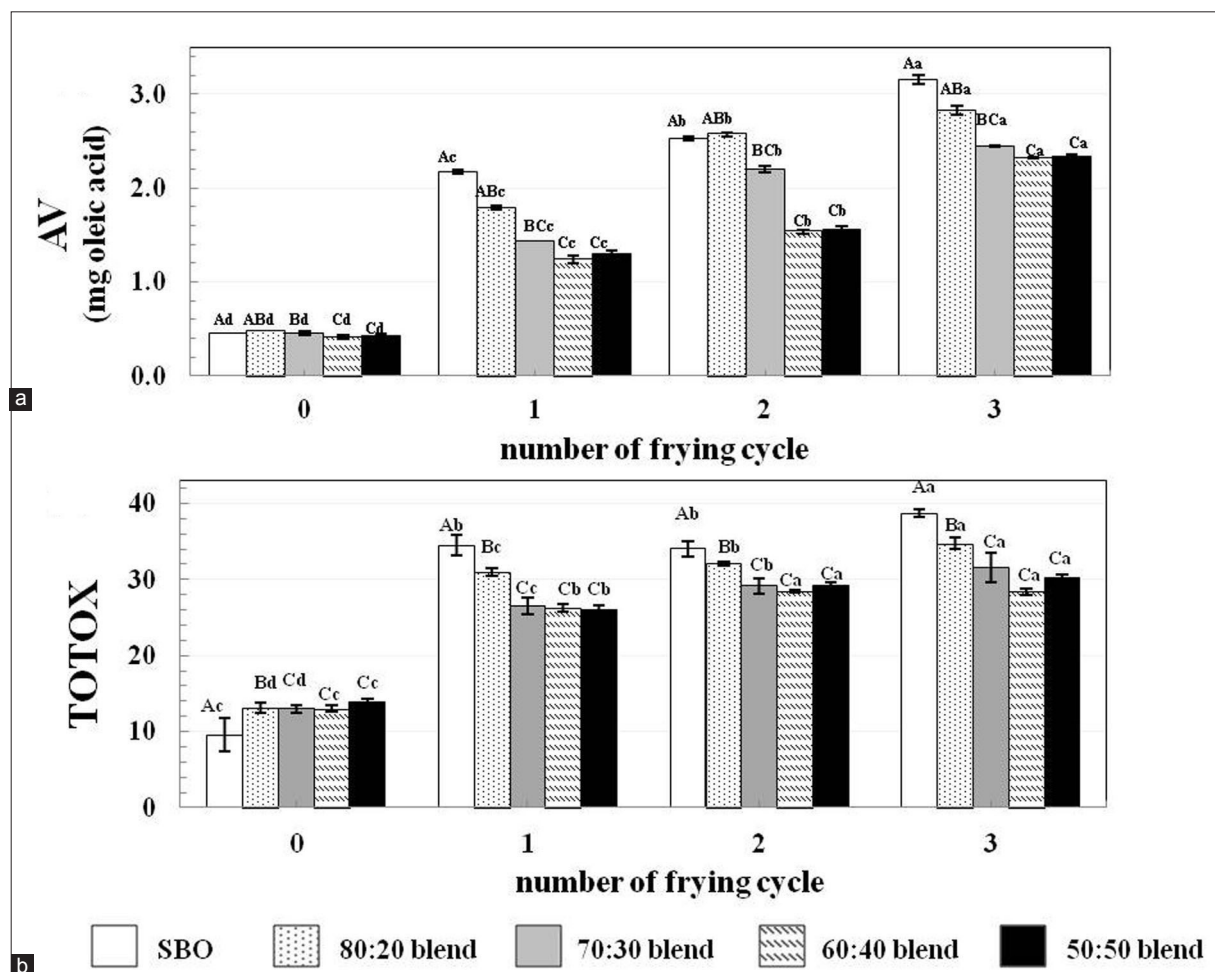 AV
(mg oleic acid)
3.0
2.0
1.0
0.0
Ad ABd Bd Cd Cd
Ac ABc BCc Cc Cc
Ab ABb BCb Cb Cb
Aa ABa BCa Ca Ca
0 1 2 3
number of frying cycle
a
TOTOX
40
30
20
10
0
Ac Bd Cd Cc Cc
Ab Bc Cc Cb Cb
Ab Bb Cb Ca Ca
Aa Ba Ca Ca Ca
0 1 2 3
number of frying cycle
SBO 80:20 blend 70:30 blend 60:40 blend 50:50 blend
b